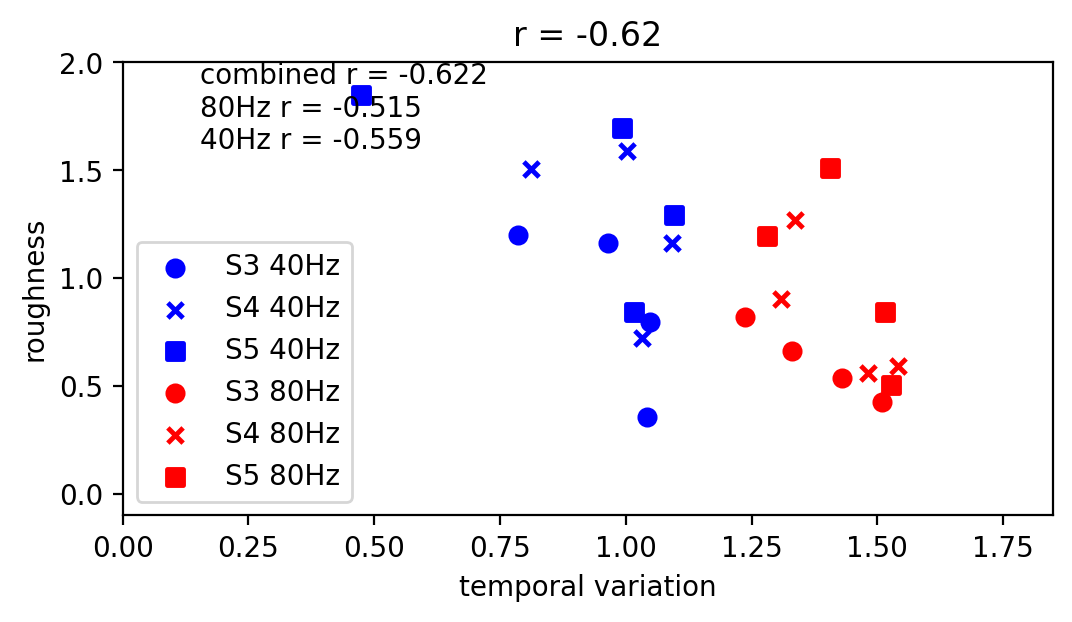 r = -0.62
combined r = -0.622
80Hz r = -0.515
40Hz r = -0.559
2.0
1.5
1.0
0.5
0.0
roughness
S3 40Hz
S4 40Hz
S5 40Hz
S3 80Hz
S4 80Hz
S5 80Hz
0.00 0.25 0.50 0.75 1.00 1.25 1.50 1.75
temporal variation